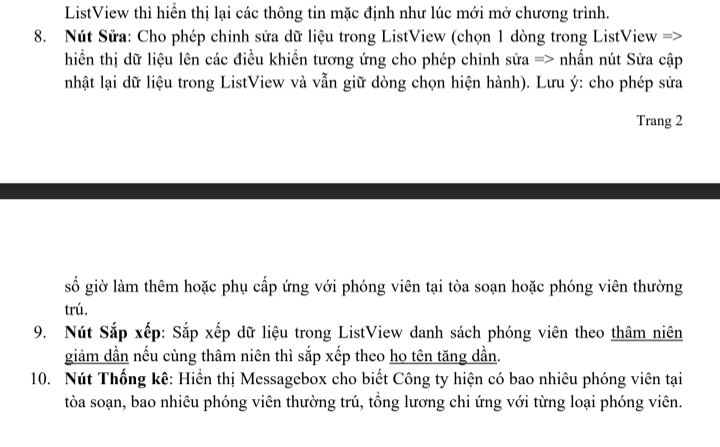 ListView thì hiển thị lại các thông tin mặc định như lúc mới mở chương trình.
8. Nút Sửa: Cho phép chỉnh sửa dữ liệu trong ListView (chọn 1 dòng trong ListView =>
hiển thị dữ liệu lên các điều khiển tương ứng cho phép chỉnh sửa => nhấn nút Sửa cập
nhật lại dữ liệu trong ListView và vẫn giữ dòng chọn hiện hành). Lưu ý: cho phép sửa
Trang 2
số giờ làm thêm hoặc phụ cấp ứng với phóng viên tại tòa soạn hoặc phóng viên thường
trú.
9. Nút Sắp xếp: Sắp xếp dữ liệu trong ListView danh sách phóng viên theo thâm niên
giảm dần nếu cùng thâm niên thì sắp xếp theo họ tên tăng dần.
10. Nút Thống kê: Hiển thị Messagebox cho biết Công ty hiện có bao nhiêu phóng viên tại
tòa soạn, bao nhiêu phóng viên thường trú, tổng lương chi ứng với từng loại phóng viên.